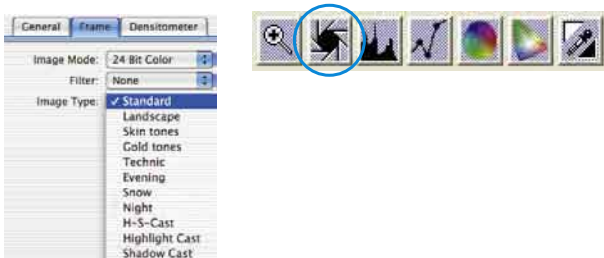 General Frame Densitometer
Image Mode: 24 Bit Color
Filter: None
Image Type: ✓ Standard
Landscape
Skin tones
Gold tones
Technic
Evening
Snow
Night
H-S-Cast
Highlight Cast
Shadow Cast